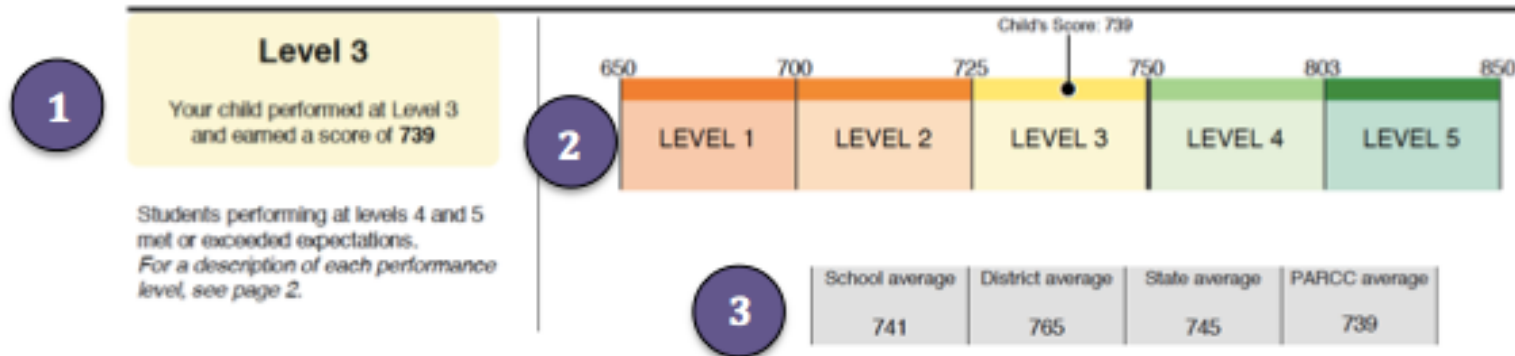 1
Level 3
Your child performed at Level 3
and earned a score of 739
Students performing at levels 4 and 5
met or exceeded expectations.
For a description of each performance
level, see page 2.
Child's Score: 739
650 700 725 750 803 850
2
LEVEL 1 LEVEL 2 LEVEL 3 LEVEL 4 LEVEL 5
3
School average District average State average PARCC average
741 765 745 739